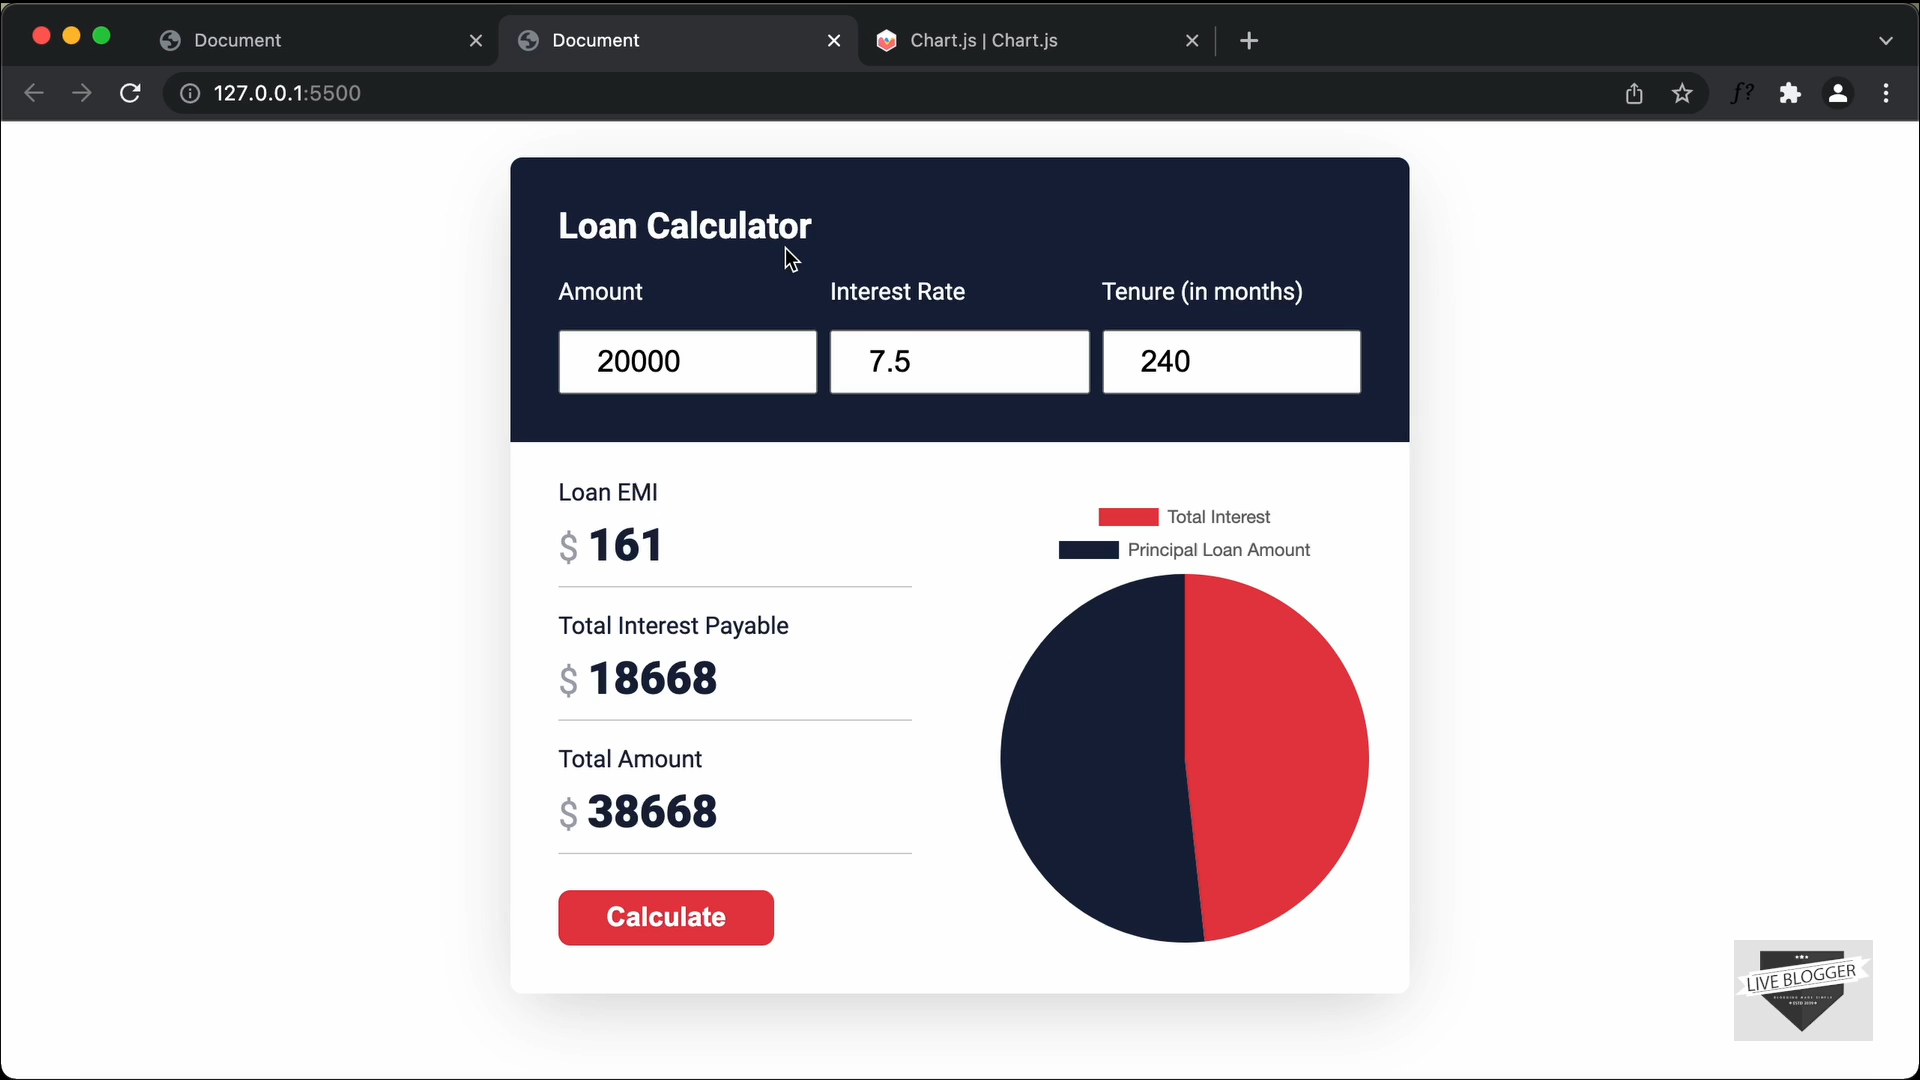 Document
Document
Chart.js | Chart.js
127.0.0.1:5500
f?
Loan Calculator
Amount
Interest Rate
Tenure (in months)
20000
7.5
240
Loan EMI
$ 161
Total Interest Payable
$ 18668
Total Amount
$ 38668
Calculate
Total Interest
Principal Loan Amount
LIVE BLOGGER